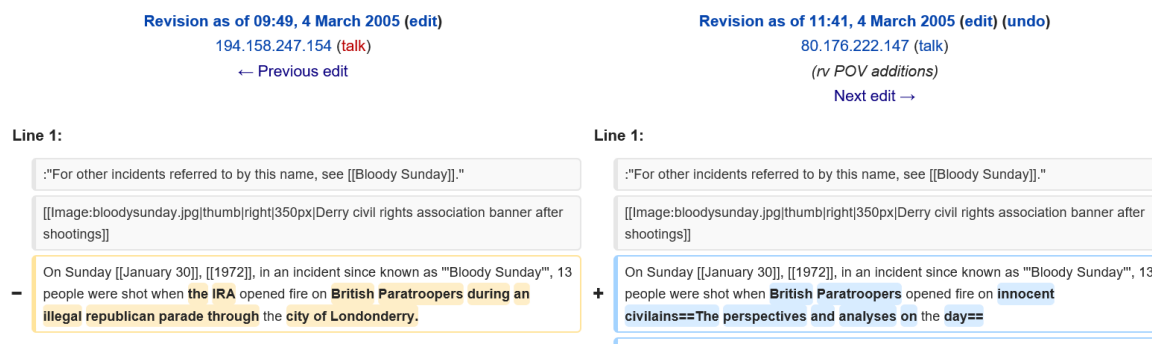 Revision as of 09:49, 4 March 2005 (edit)
194.158.247.154 (talk)
← Previous edit
Revision as of 11:41, 4 March 2005 (edit) (undo)
80.176.222.147 (talk)
(rv POV additions)
Next edit →
Line 1:
Line 1:
:"For other incidents referred to by this name, see [[Bloody Sunday]]."
:"For other incidents referred to by this name, see [[Bloody Sunday]]."
[[Image:bloodysunday.jpg|thumb|right|350px|Derry civil rights association banner after
shootings]]
[[Image:bloodysunday.jpg|thumb|right|350px|Derry civil rights association banner after
shootings]]
− On Sunday [[January 30]], [[1972]], in an incident since known as '''Bloody Sunday''', 13
people were shot when the IRA opened fire on British Paratroopers during an
illegal republican parade through the city of Londonderry.
+ On Sunday [[January 30]], [[1972]], in an incident since known as '''Bloody Sunday''', 13
people were shot when British Paratroopers opened fire on innocent
civilains==The perspectives and analyses on the day==